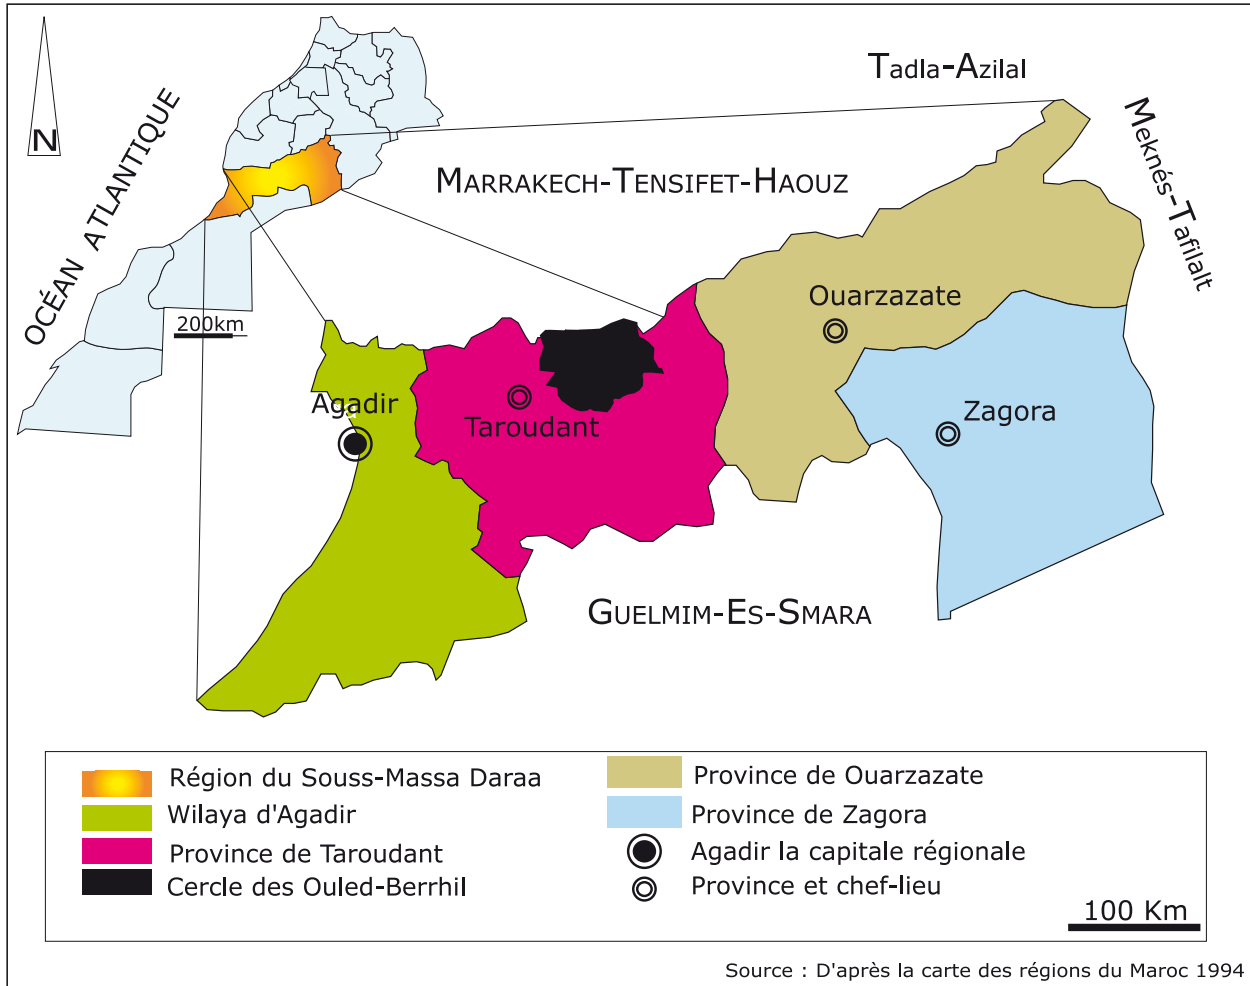 N
OCÉAN ATLANTIQUE
200km
Tadla-Azilal
Meknés-Tafilalt
MARRAKECH-TENSIFET-HAOUZ
Ouarzazate
Agadir
Taroudant
Zagora
GUELMIM-ES-SMARA
Région du Souss-Massa Daraa
Wilaya d'Agadir
Province de Taroudant
Cercle des Ouled-Berrhil
Province de Ouarzazate
Province de Zagora
Agadir la capitale régionale
Province et chef-lieu
100 Km
Source : D'après la carte des régions du Maroc 1994